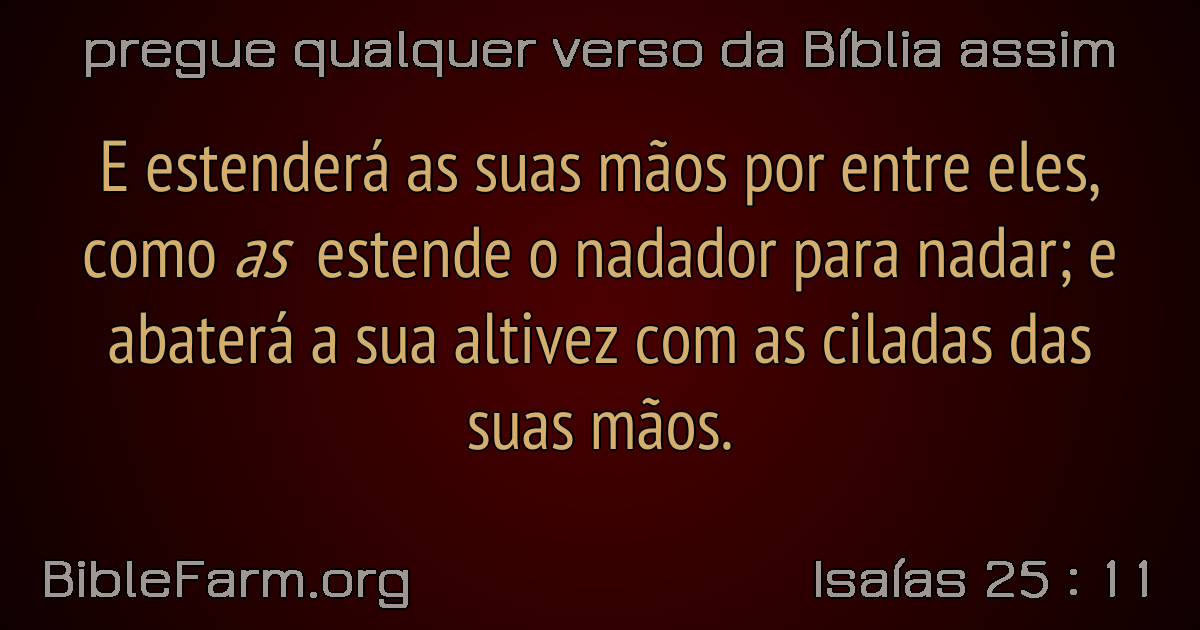 pregue qualquer verso da Bíblia assim
E estenderá as suas mãos por entre eles,
como as estende o nadador para nadar; e
abaterá a sua altivez com as ciladas das
suas mãos.
BibleFarm.org
Isaías 25 : 11